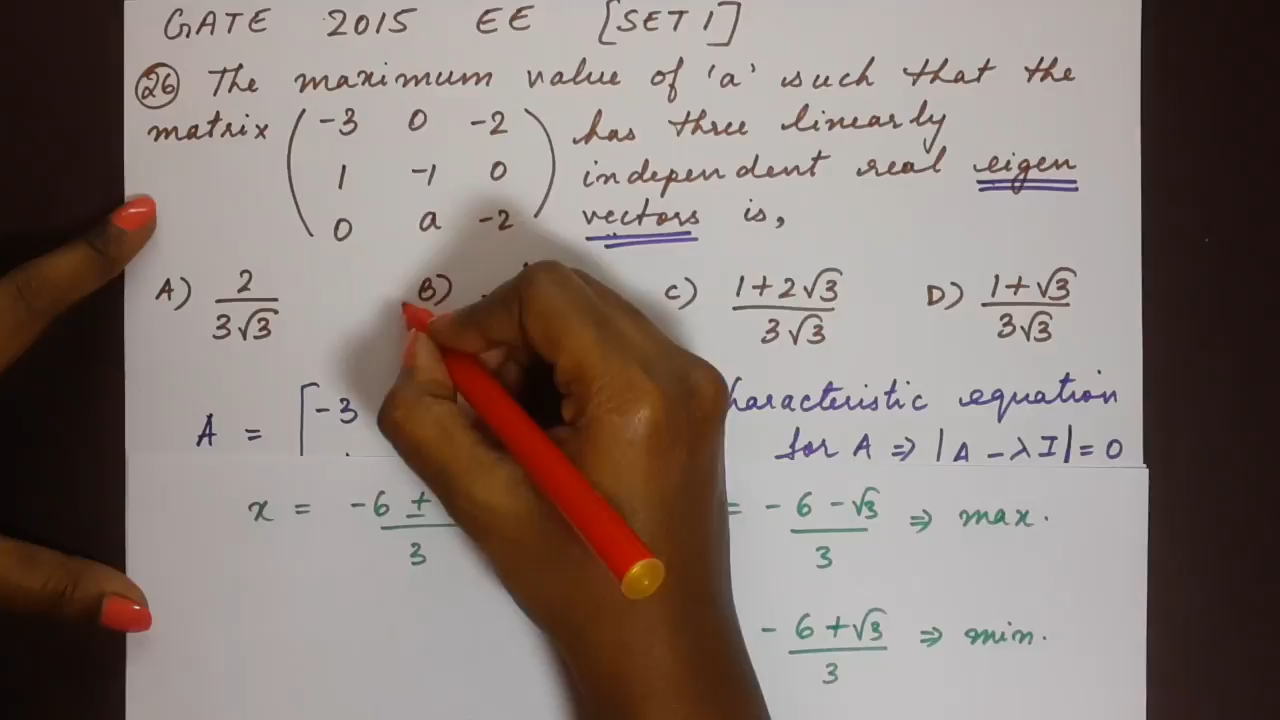 GATE 2015 EE [SET 1]
26 The maximum value of 'a' such that the
matrix ( -3 0 -2 has three linearly
1 -1 0 independent real eigen
0 a -2 ) vectors is,
A) 2/3√3 B) C) 1+2√3/3√3 D) 1+√3/3√3
A = [ -3 characteristic equation
for A ⇒ |A - λI| = 0
x = -6 ± /3 = -6 - √3/3 ⇒ max.
-6 + √3/3 ⇒ min.